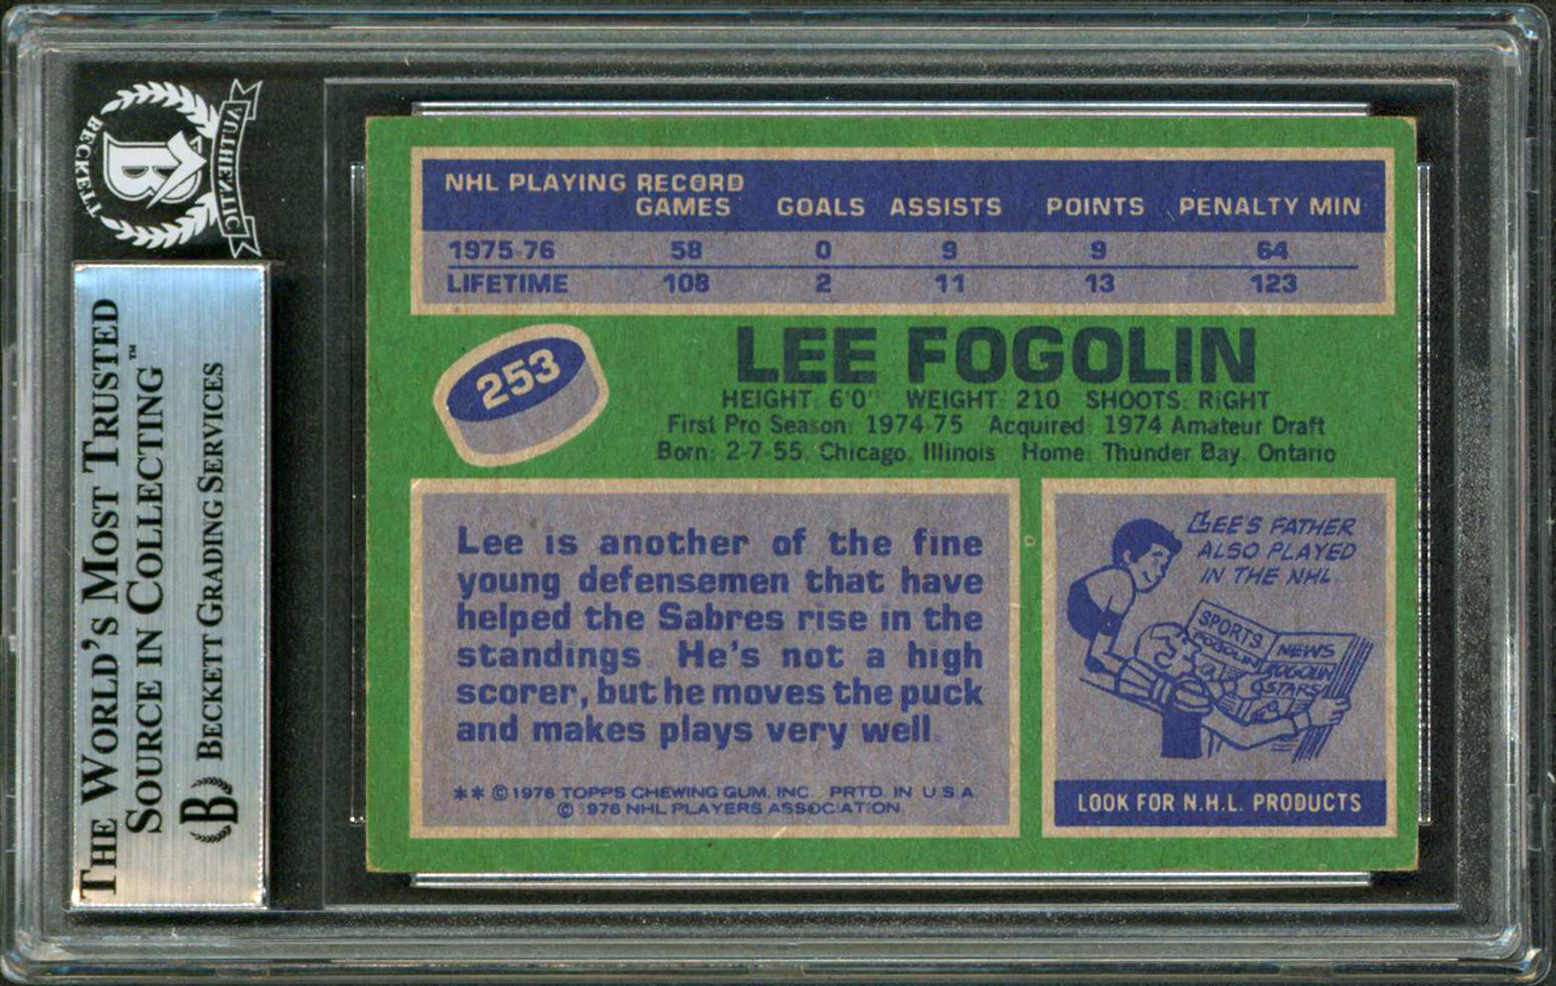 BECKETT
AUTHENTIC
B
THE WORLD'S MOST TRUSTED
SOURCE IN COLLECTING™
B BECKETT GRADING SERVICES
NHL PLAYING RECORD
GAMES GOALS ASSISTS POINTS PENALTY MIN
1975-76 58 0 9 9 64
LIFETIME 108 2 11 13 123
253
LEE FOGOLIN
HEIGHT: 6'0" WEIGHT: 210 SHOOTS: RIGHT
First Pro Season: 1974-75 Acquired: 1974 Amateur Draft
Born: 2-7-55, Chicago, Illinois Home: Thunder Bay, Ontario
Lee is another of the fine
young defensemen that have
helped the Sabres rise in the
standings. He's not a high
scorer, but he moves the puck
and makes plays very well.
** © 1976 TOPPS CHEWING GUM, INC. PRTD. IN U.S.A.
© 1976 NHL PLAYERS ASSOCIATION
LEE'S FATHER
ALSO PLAYED
IN THE NHL
SPORTS
FOGOLIN
NEWS
FOGOLIN
STARS
LOOK FOR N.H.L. PRODUCTS